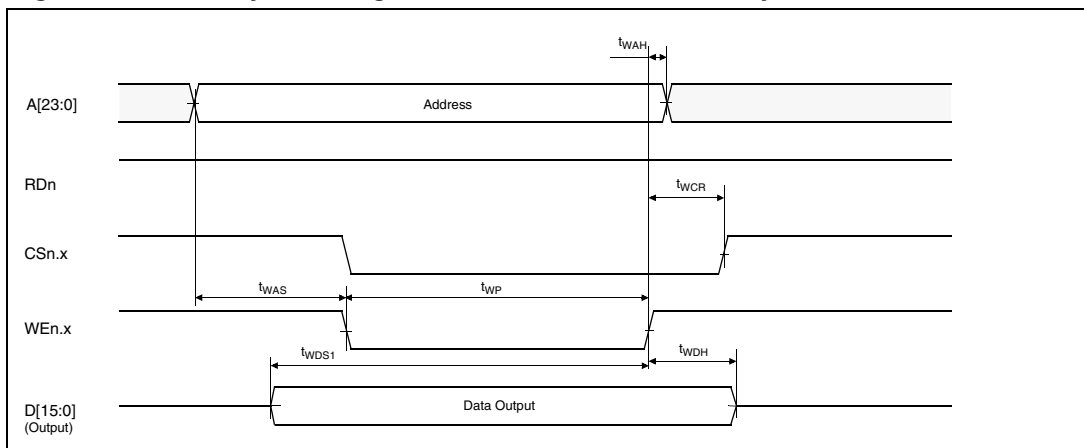 tWAH
A[23:0]
Address
RDn
tWCR
CSn.x
tWAS
tWP
WEn.x
tWDS1
tWDH
D[15:0]
(Output)
Data Output